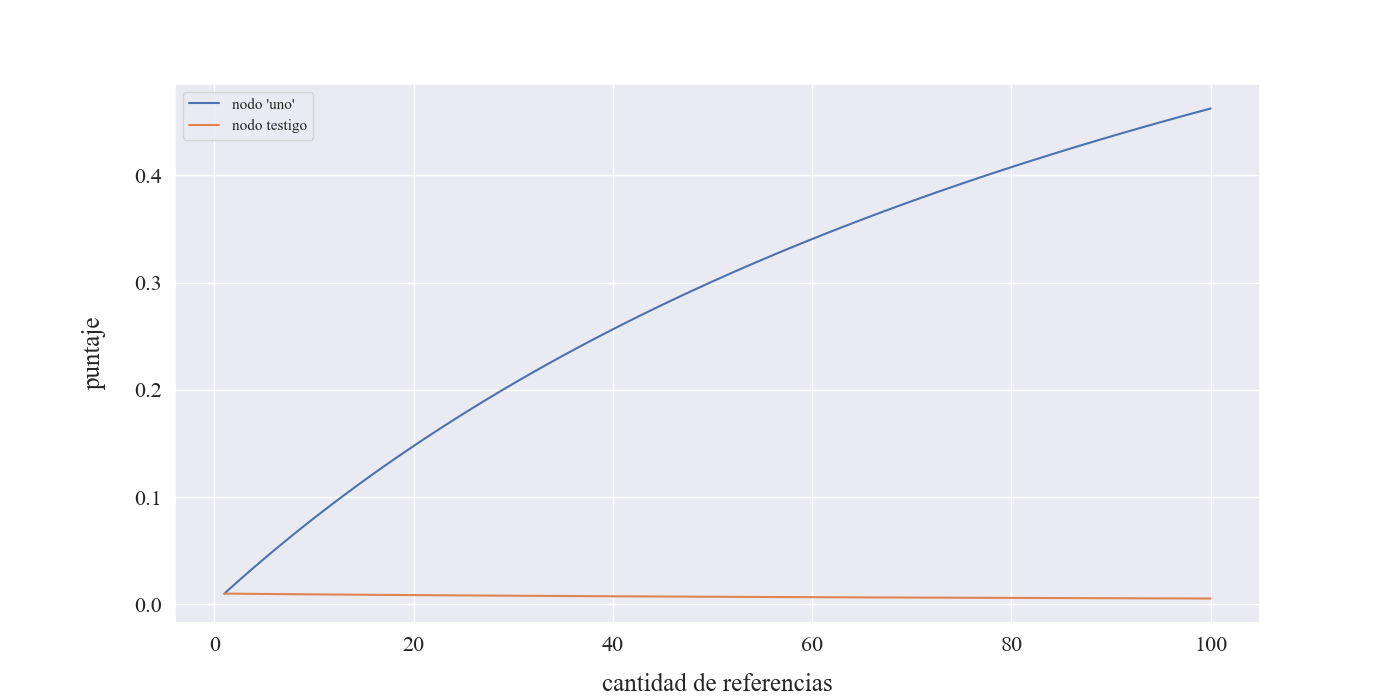 nodo 'uno'
nodo testigo
puntaje
0.4
0.3
0.2
0.1
0.0
0 20 40 60 80 100
cantidad de referencias